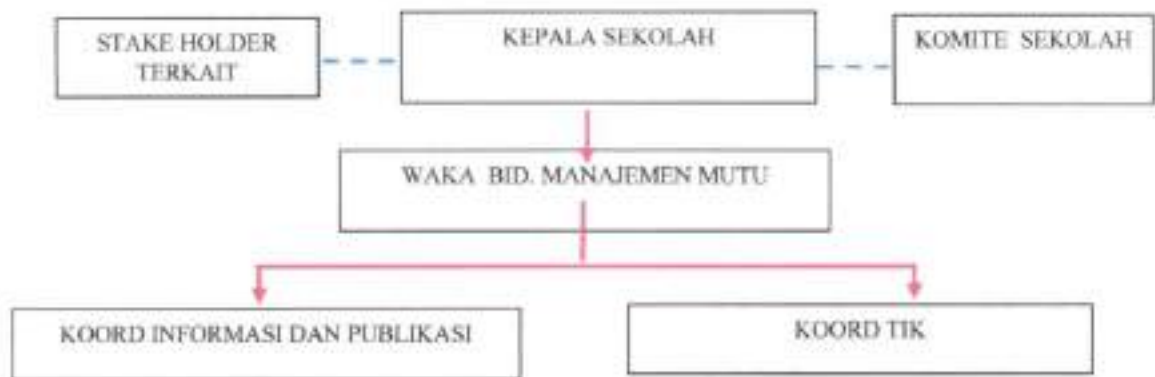 STAKE HOLDER
TERKAIT
KEPALA SEKOLAH
KOMITE SEKOLAH
WAKA BID. MANAJEMEN MUTU
KOORD INFORMASI DAN PUBLIKASI
KOORD TIK